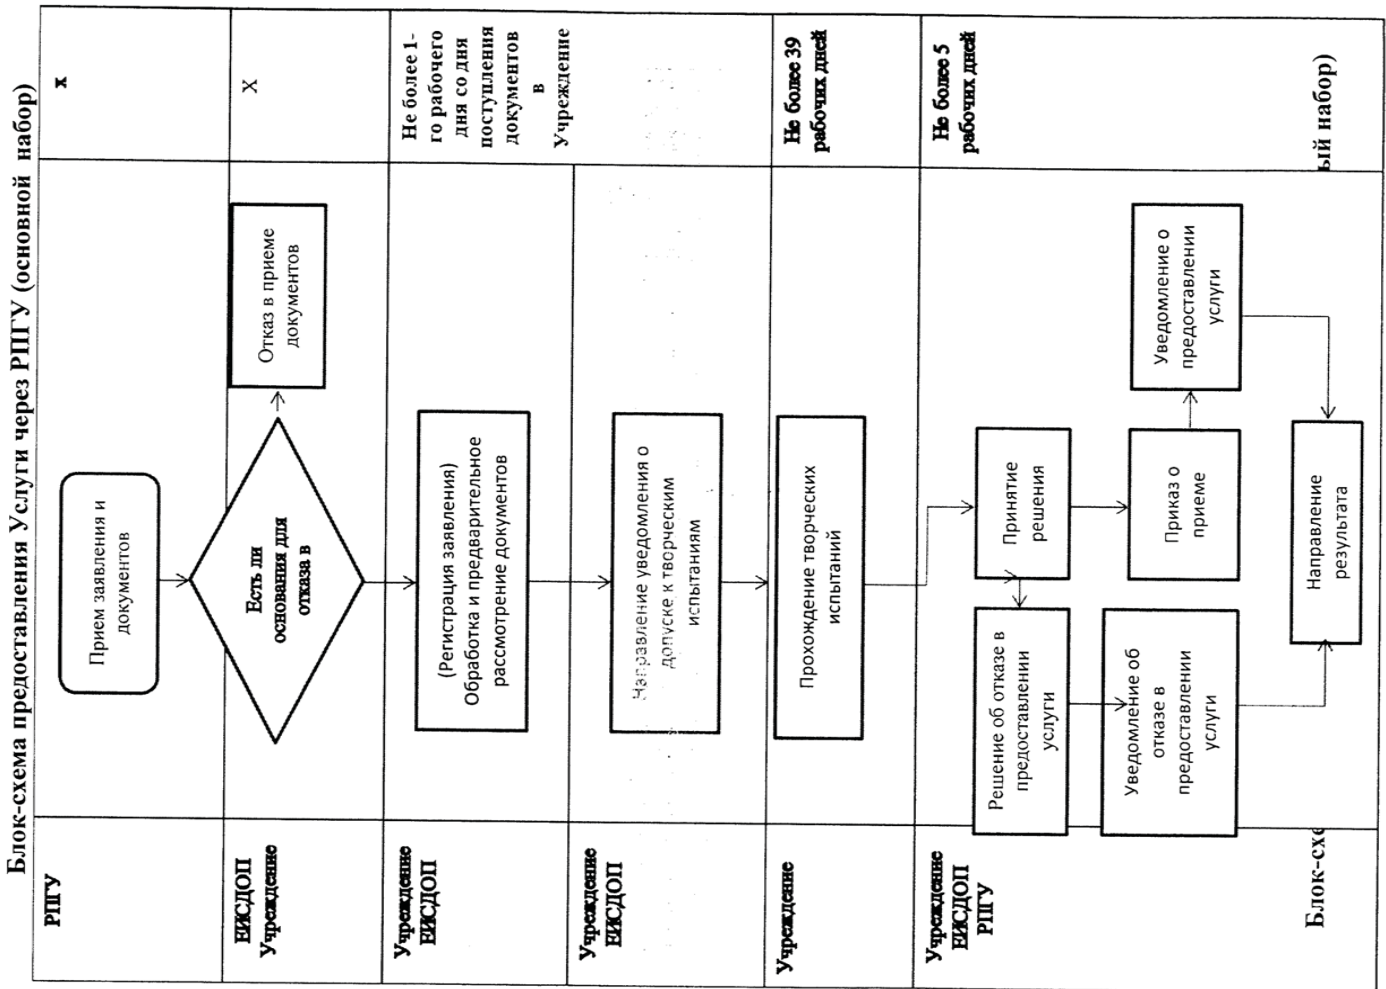 Блок-схема предоставления Услуги через РПГУ (основной набор)
РПГУ
Прием заявления и
документов
х
ЕИСДОП
Учреждение
Есть ли
основания для
отказа в
Отказ в приеме
документов
X
Учреждение
ЕИСДОП
(Регистрация заявления)
Обработка и предварительное
рассмотрение документов
Не более 1-
го рабочего
дня со дня
поступления
документов
в
Учреждение
Учреждение
ЕИСДОП
Направление уведомления о
допуске к творческим
испытаниям
Учреждение
Прохождение творческих
испытаний
Не более 39
рабочих дней
Учреждение
ЕИСДОП
РПГУ
Принятие
решения
Решение об отказе в
предоставлении
услуги
Приказ о
приеме
Уведомление о
предоставлении
услуги
Уведомление об
отказе в
предоставлении
услуги
Направление
результата
Не более 5
рабочих дней
Блок-схе
ый набор)